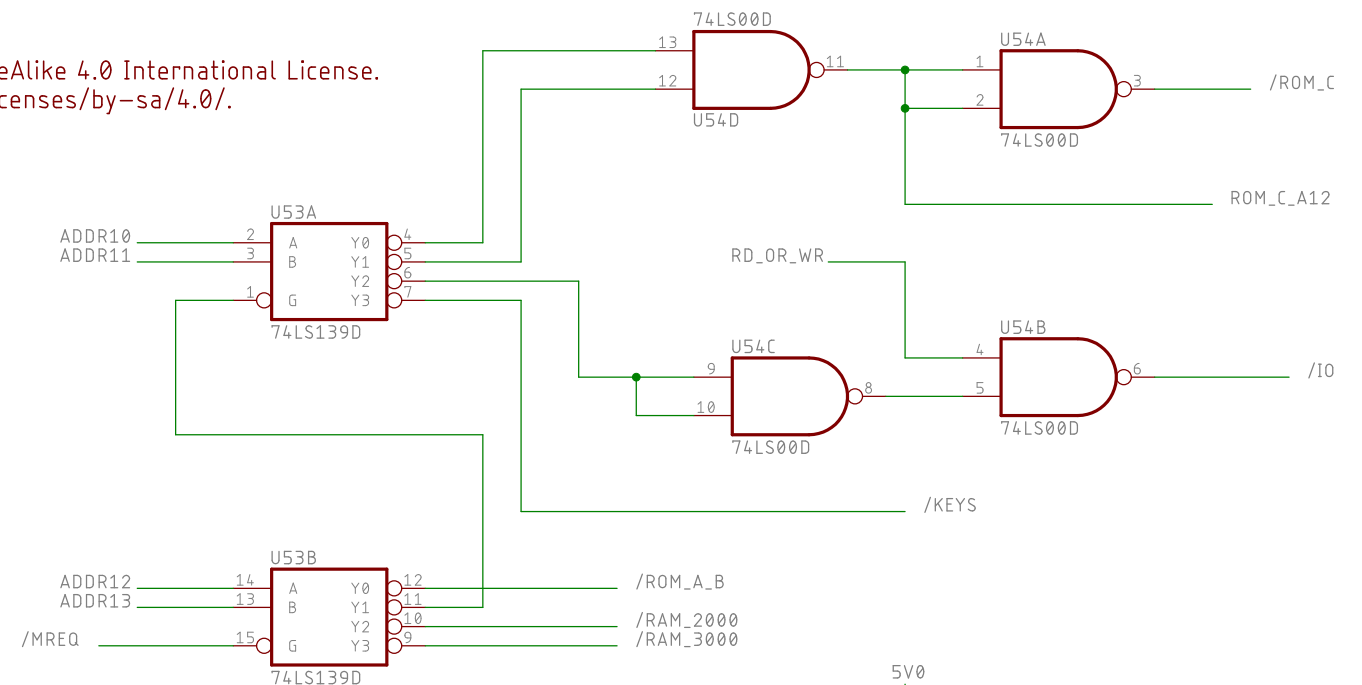 74LS00D
U54A
eAlike 4.0 International License.
censes/by-sa/4.0/.
13
12
11
U54D
1
2
3
/ROM_C
74LS00D
ROM_C_A12
U53A
ADDR10
ADDR11
2
3
1
A
B
G
Y0
Y1
Y2
Y3
4
5
6
7
74LS139D
RD_OR_WR
U54C
9
10
8
74LS00D
U54B
4
5
6
/IO
74LS00D
/KEYS
U53B
ADDR12
ADDR13
/MREQ
14
13
15
A
B
G
Y0
Y1
Y2
Y3
12
11
10
9
/ROM_A_B
/RAM_2000
/RAM_3000
74LS139D
5V0